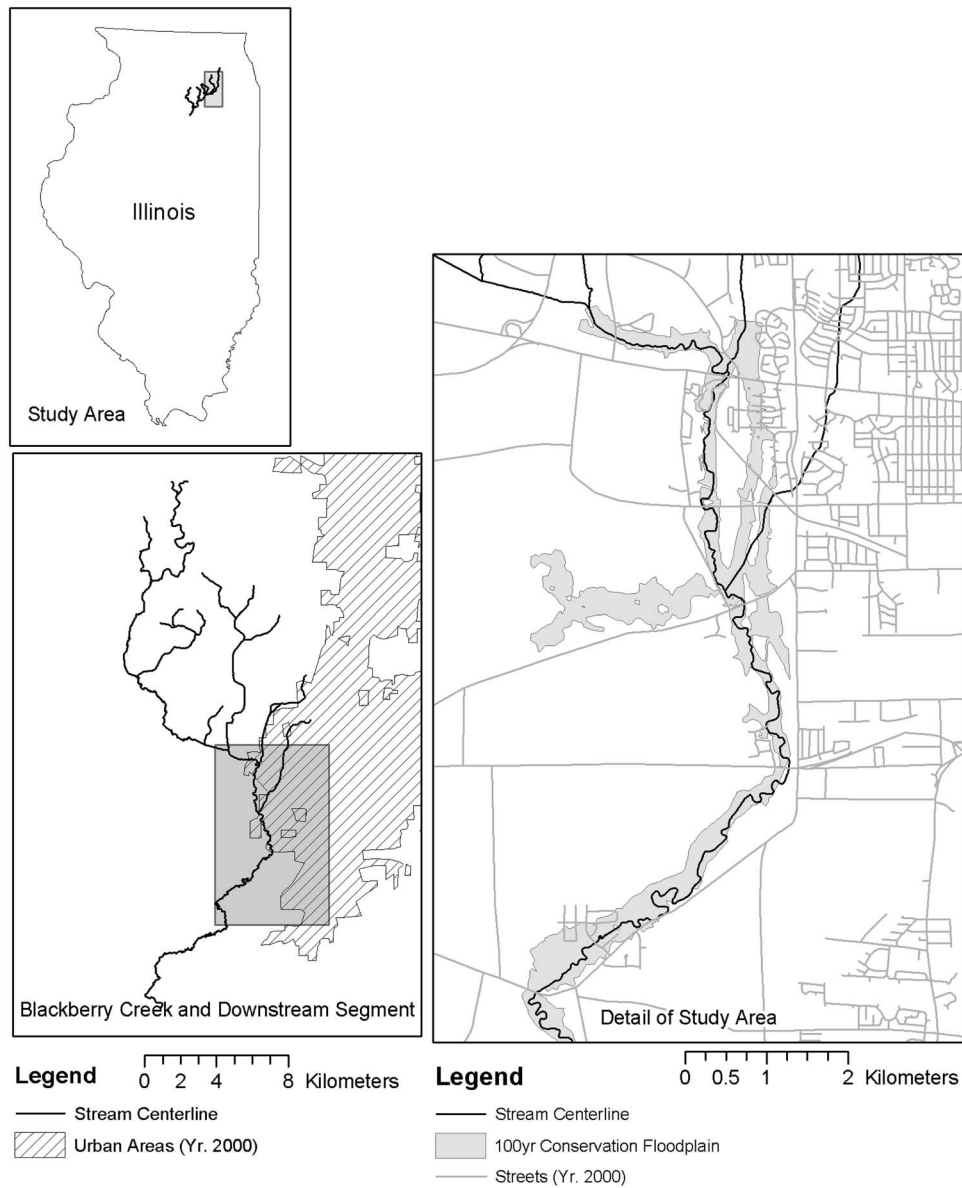 Illinois
Study Area
Blackberry Creek and Downstream Segment
Legend
0 2 4 8 Kilometers
Stream Centerline
Urban Areas (Yr. 2000)
Detail of Study Area
Legend
0 0.5 1 2 Kilometers
Stream Centerline
100yr Conservation Floodplain
Streets (Yr. 2000)